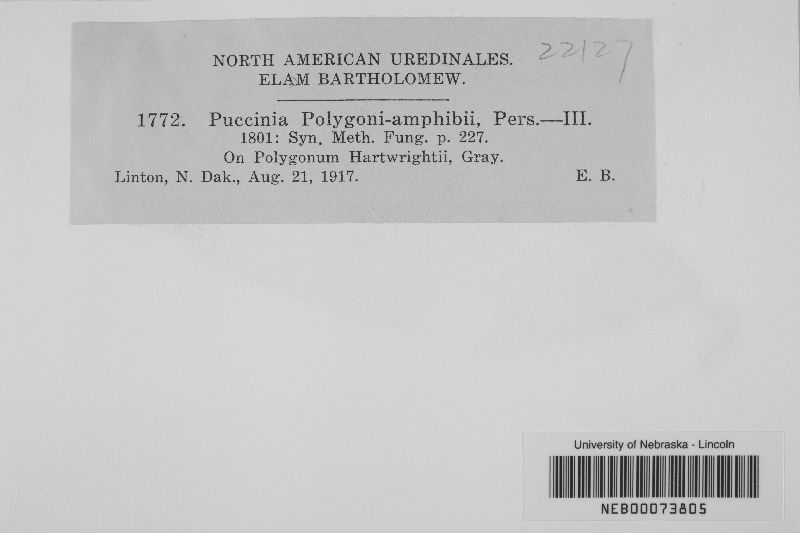 NORTH AMERICAN UREDINALES.
22127
ELAM BARTHOLOMEW.
1772. Puccinia Polygoni-amphibii, Pers.—III.
1801: Syn. Meth. Fung. p. 227.
On Polygonum Hartwrightii, Gray.
Linton, N. Dak., Aug. 21, 1917. E. B.
University of Nebraska - Lincoln
NEB00073805